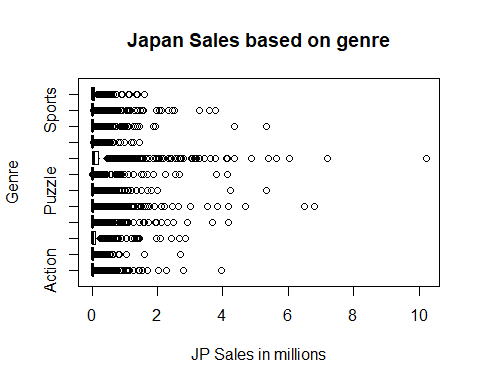 Japan Sales based on genre
Genre
Sports
Puzzle
Action
0 2 4 6 8 10
JP Sales in millions